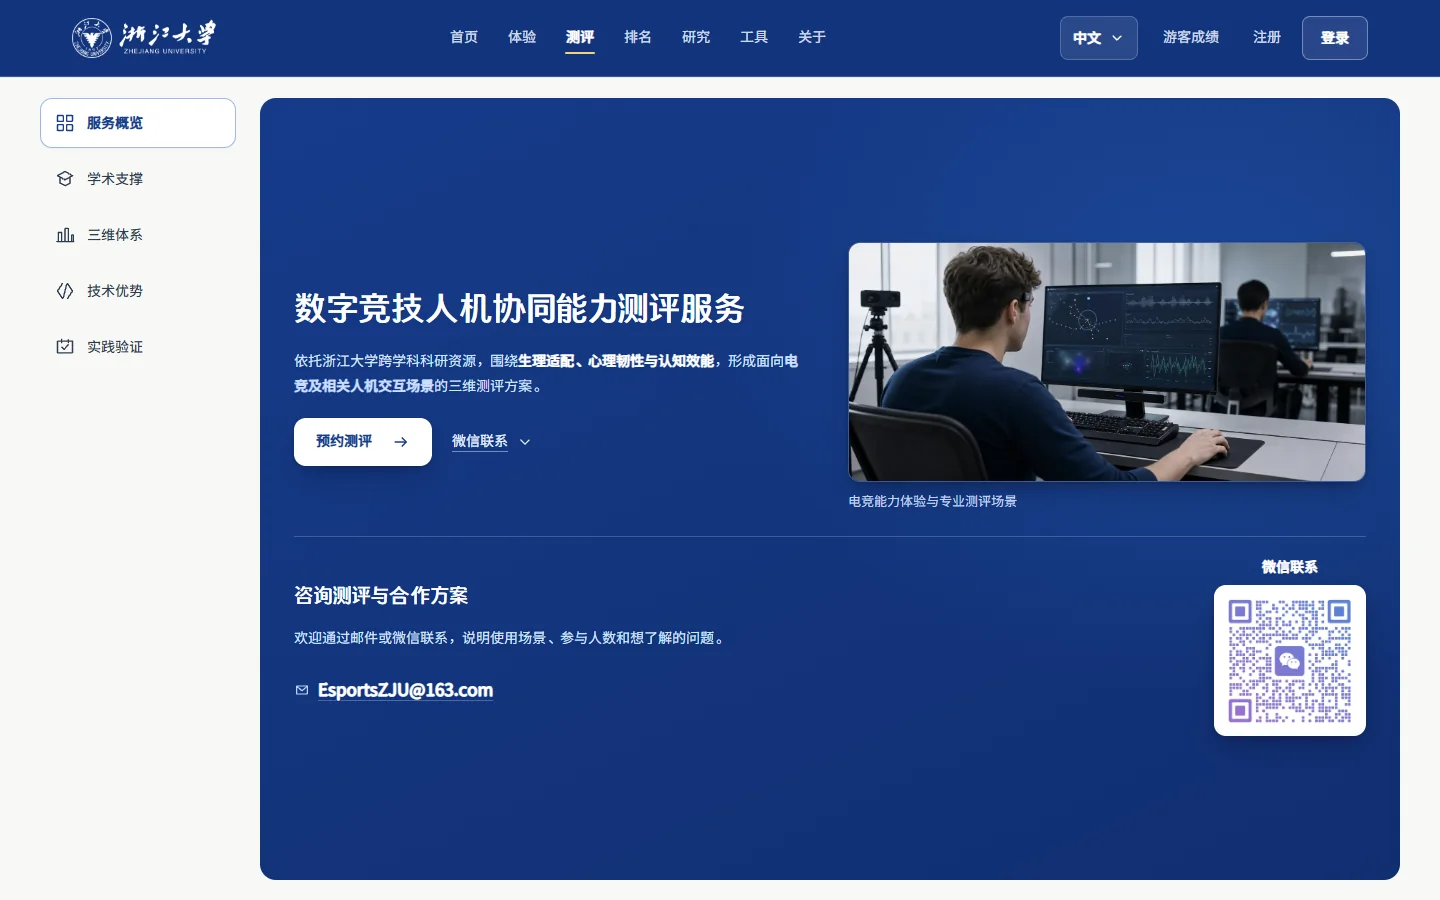 浙江大学
ZHEJIANG UNIVERSITY
首页
体验
测评
排名
研究
工具
关于
中文
游客成绩
注册
登录
服务概览
学术支撑
三维体系
技术优势
实践验证
数字竞技人机协同能力测评服务
依托浙江大学跨学科科研资源，围绕生理适配、心理韧性与认知效能，形成面向电
竞及相关人机交互场景的三维测评方案。
预约测评
微信联系
电竞能力体验与专业测评场景
咨询测评与合作方案
欢迎通过邮件或微信联系，说明使用场景、参与人数和想了解的问题。
EsportsZJU@163.com
微信联系